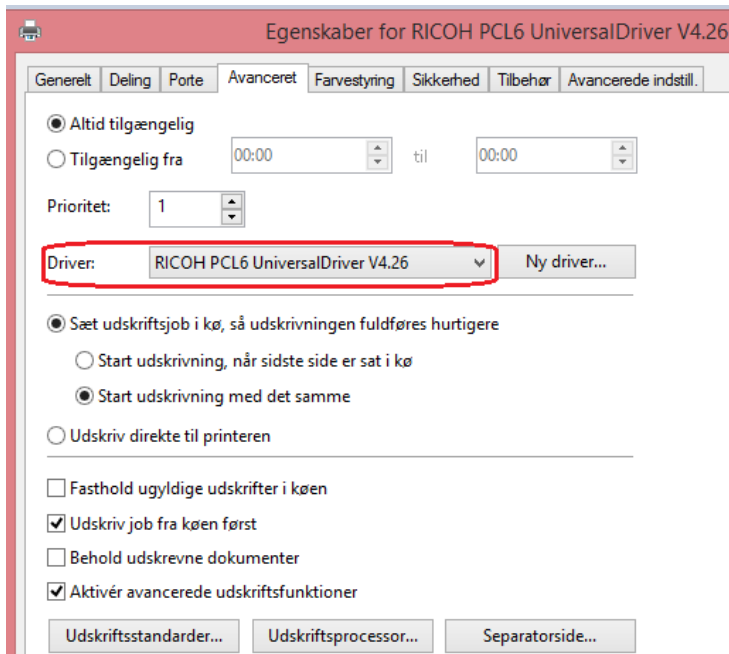 Egenskaber for RICOH PCL6 UniversalDriver V4.26
Generelt Deling Porte Avanceret Farvestyring Sikkerhed Tilbehør Avancerede indstill.
Altid tilgængelig
Tilgængelig fra 00:00 til 00:00
Prioritet: 1
Driver: RICOH PCL6 UniversalDriver V4.26 Ny driver...
Sæt udskriftsjob i kø, så udskrivningen fuldføres hurtigere
Start udskrivning, når sidste side er sat i kø
Start udskrivning med det samme
Udskriv direkte til printeren
Fasthold ugyldige udskrifter i køen
Udskriv job fra køen først
Behold udskrevne dokumenter
Aktivér avancerede udskriftsfunktioner
Udskriftsstandarder... Udskriftsprocessor... Separatorside...